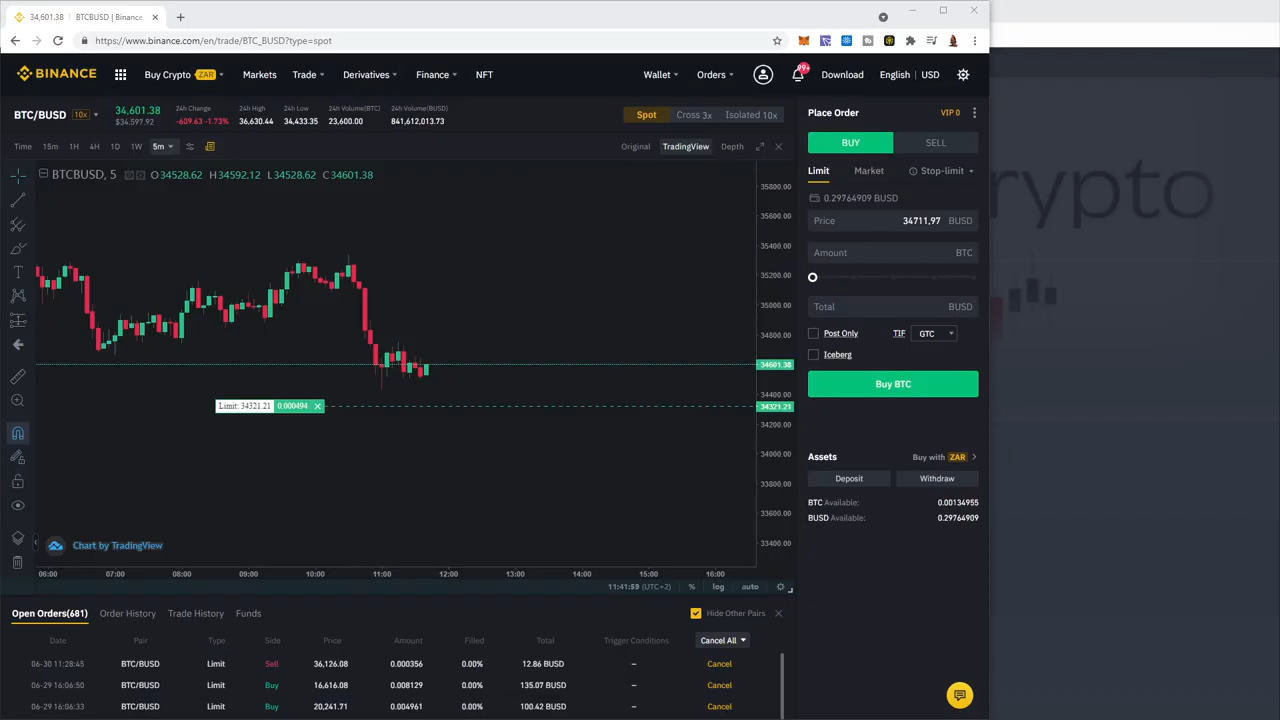 34,601.38 | BTCBUSD | Binance
https://www.binance.com/en/trade/BTC_BUSD?type=spot
BINANCE Buy Crypto ZAR Markets Trade Derivatives Finance NFT Wallet Orders 99+ Download English USD
BTC/BUSD 10x 34,601.38 $34,597.92 24h Change -609.63 -1.73% 24h High 36,630.44 24h Low 34,433.35 24h Volume(BTC) 23,600.00 24h Volume(BUSD) 841,612,013.73
Spot Cross 3x Isolated 10x
Time 15m 1H 4H 1D 1W 5m Original TradingView Depth
BTCBUSD, 5 O34528.62 H34592.12 L34528.62 C34601.38
35800.00
35600.00
35400.00
35200.00
35000.00
34800.00
34601.38
34400.00
Limit: 34321.21 0.000494 34321.21
34200.00
34000.00
33800.00
33600.00
33400.00
Chart by TradingView
06:00 07:00 08:00 09:00 10:00 11:00 12:00 13:00 14:00 15:00 16:00
11:41:59 (UTC+2) % log auto
Place Order VIP 0
BUY SELL
Limit Market Stop-limit
0.29764909 BUSD
Price 34711,97 BUSD
Amount BTC
Total BUSD
Post Only TIF GTC
Iceberg
Buy BTC
Assets Buy with ZAR
Deposit Withdraw
BTC Available: 0.00134955
BUSD Available: 0.29764909
Open Orders(681) Order History Trade History Funds Hide Other Pairs
Date Pair Type Side Price Amount Filled Total Trigger Conditions Cancel All
06-30 11:28:45 BTC/BUSD Limit Sell 36,126.08 0.000356 0.00% 12.86 BUSD – Cancel
06-29 16:06:50 BTC/BUSD Limit Buy 16,616.08 0.008129 0.00% 135.07 BUSD – Cancel
06-29 16:06:33 BTC/BUSD Limit Buy 20,241.71 0.004961 0.00% 100.42 BUSD – Cancel
rypto